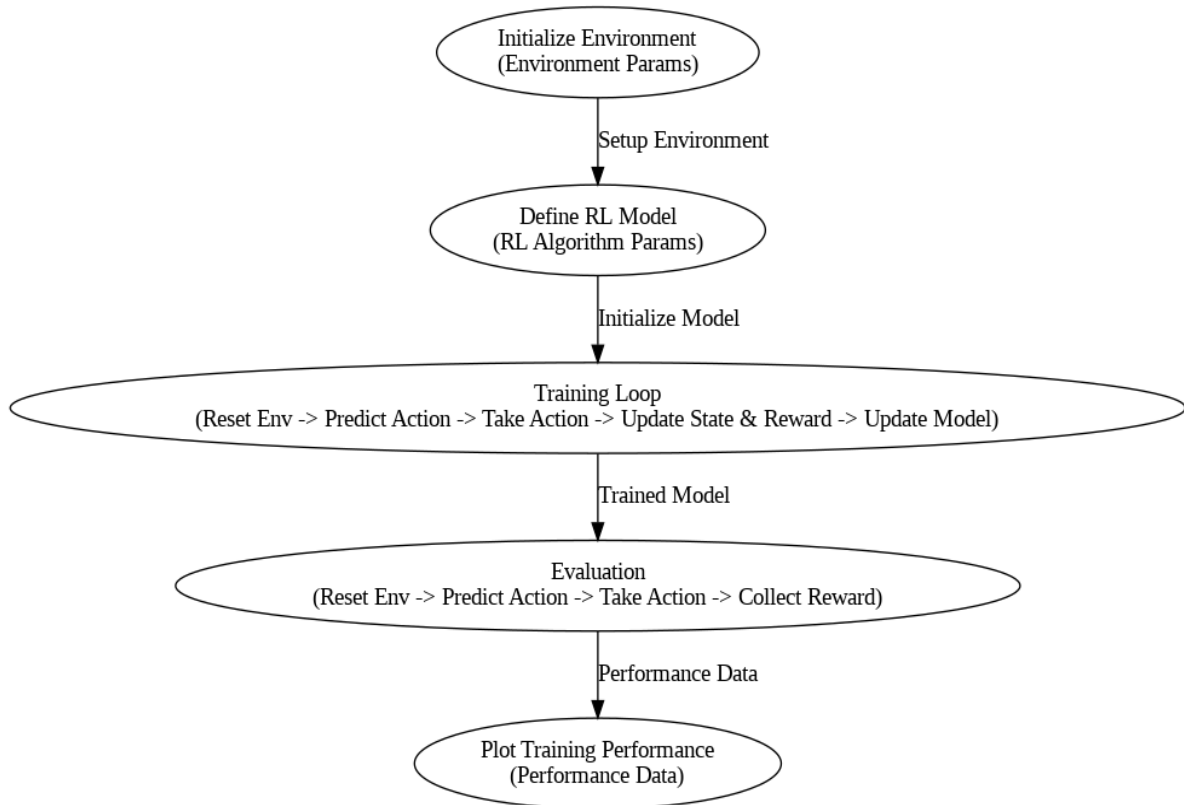 Initialize Environment
(Environment Params)
Setup Environment
Define RL Model
(RL Algorithm Params)
Initialize Model
Training Loop
(Reset Env -> Predict Action -> Take Action -> Update State & Reward -> Update Model)
Trained Model
Evaluation
(Reset Env -> Predict Action -> Take Action -> Collect Reward)
Performance Data
Plot Training Performance
(Performance Data)